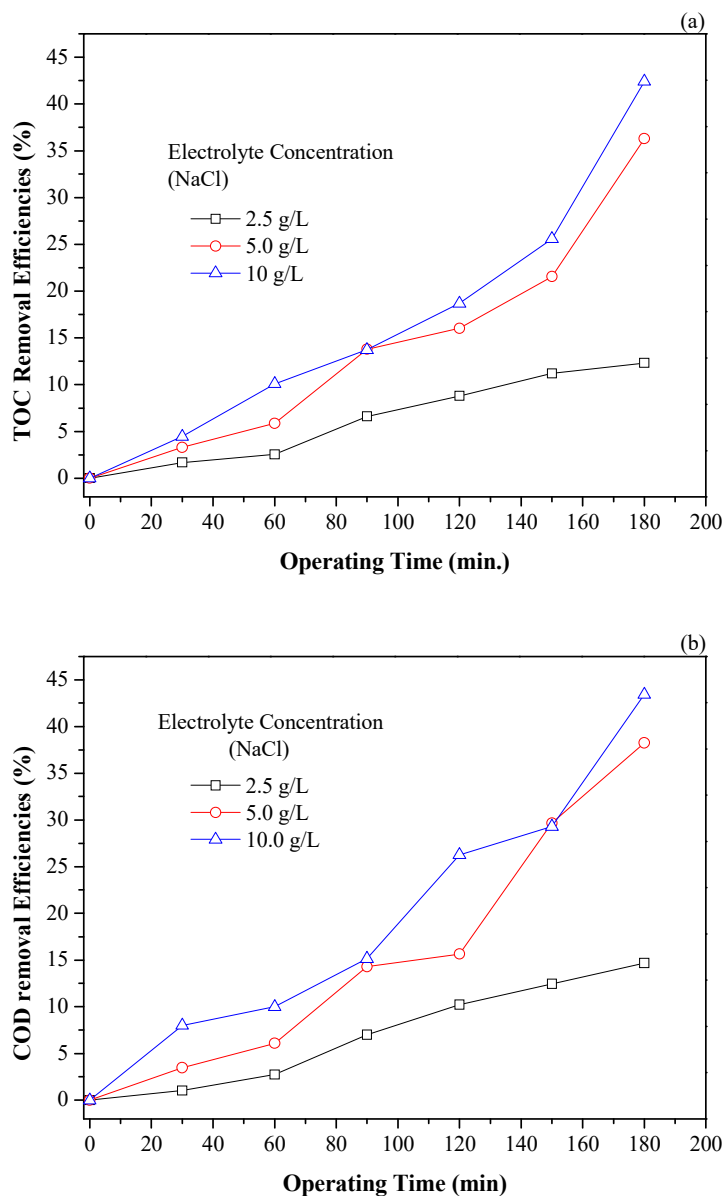 (a)
TOC Removal Efficiencies (%)
45
40
35
30
25
20
15
10
5
0
Electrolyte Concentration
(NaCl)
2.5 g/L
5.0 g/L
10 g/L
0 20 40 60 80 100 120 140 160 180 200
Operating Time (min.)
(b)
COD removal Efficiencies (%)
45
40
35
30
25
20
15
10
5
0
Electrolyte Concentration
(NaCl)
2.5 g/L
5.0 g/L
10.0 g/L
0 20 40 60 80 100 120 140 160 180 200
Operating Time (min)